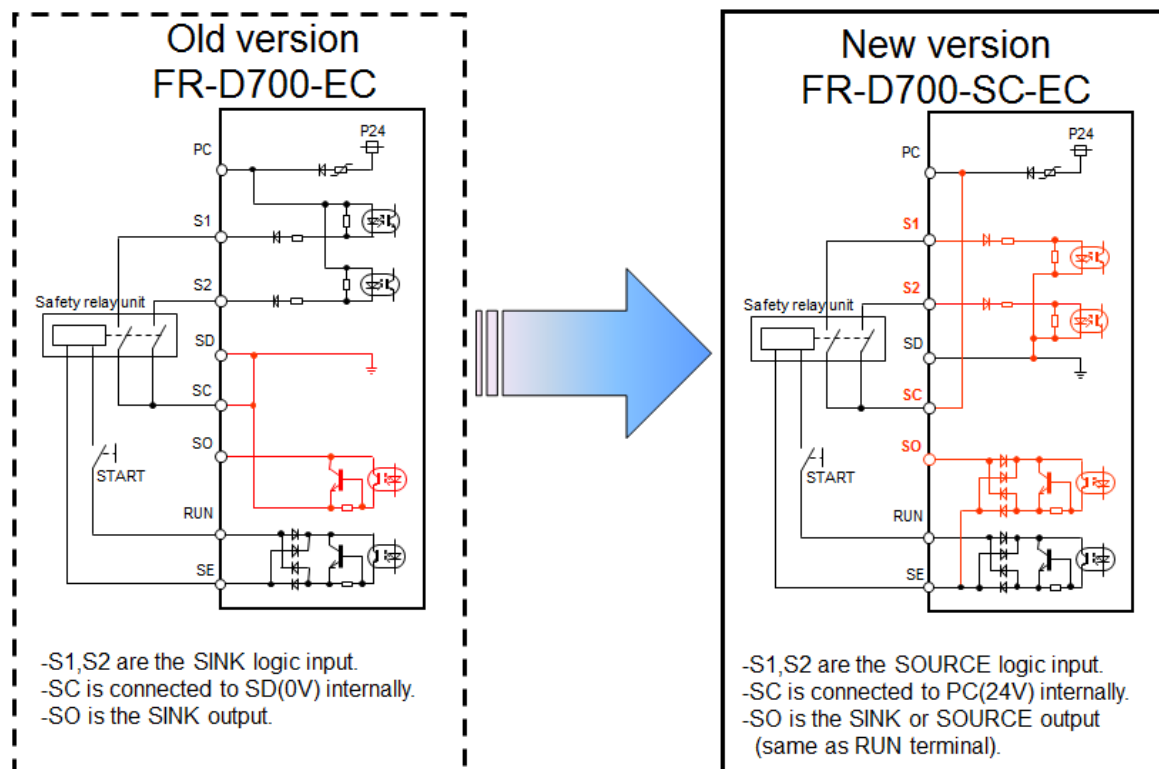 Old version
FR-D700-EC
P24
PC
S1
S2
Safety relay unit
SD
SC
SO
START
RUN
SE
-S1,S2 are the SINK logic input.
-SC is connected to SD(0V) internally.
-SO is the SINK output.
New version
FR-D700-SC-EC
P24
PC
S1
S2
Safety relay unit
SD
SC
SO
START
RUN
SE
-S1,S2 are the SOURCE logic input.
-SC is connected to PC(24V) internally.
-SO is the SINK or SOURCE output
(same as RUN terminal).